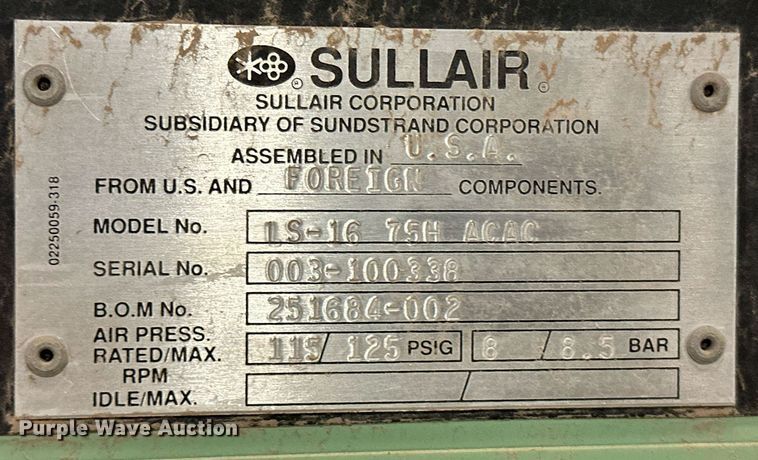 SULLAIR
SULLAIR CORPORATION
SUBSIDIARY OF SUNDSTRAND CORPORATION
ASSEMBLED IN U.S.A.
FROM U.S. AND FOREIGN COMPONENTS.
MODEL No. LS-16 75H ACAC
SERIAL No. 003-100338
B.O.M No. 251684-002
AIR PRESS. RATED/MAX. 115 / 125 PSIG 8 / 8.5 BAR
RPM IDLE/MAX. /
02250059-318
Purple Wave Auction